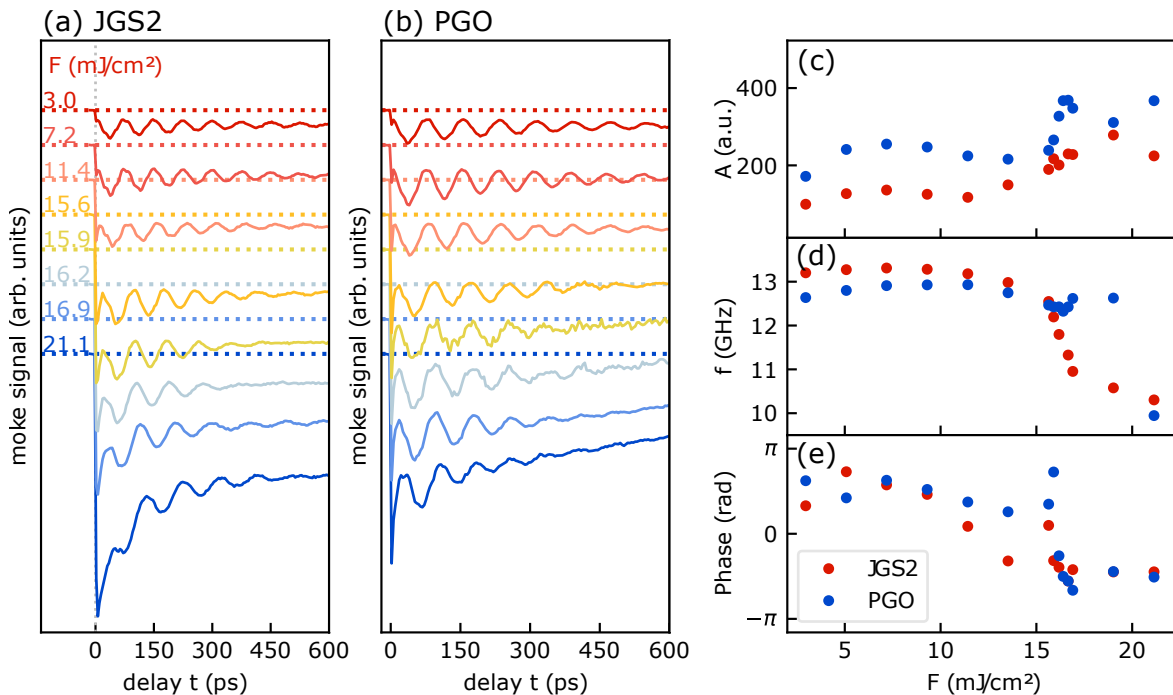 (a) JGS2
F (mJ/cm²)
3.0
7.2
11.4
15.6
15.9
16.2
16.9
21.1
moke signal (arb. units)
0 150 300 450 600
delay t (ps)
(b) PGO
moke signal (arb. units)
0 150 300 450 600
delay t (ps)
(c)
400
200
A (a.u.)
(d)
13
12
11
10
f (GHz)
(e)
π
0
−π
Phase (rad)
JGS2
PGO
5 10 15 20
F (mJ/cm²)